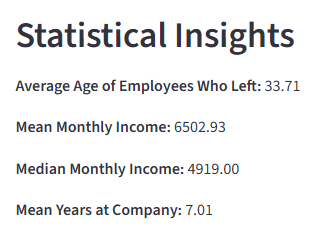 Statistical Insights
Average Age of Employees Who Left: 33.71
Mean Monthly Income: 6502.93
Median Monthly Income: 4919.00
Mean Years at Company: 7.01